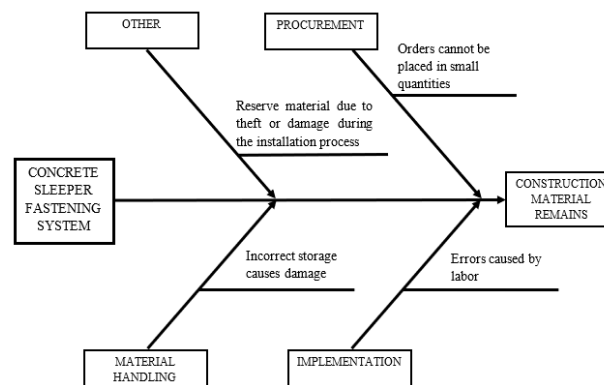 OTHER
PROCUREMENT
Orders cannot be
placed in small
quantities
Reserve material due to
theft or damage during
the installation process
CONCRETE
SLEEPER
FASTENING
SYSTEM
CONSTRUCTION
MATERIAL
REMAINS
Incorrect storage
causes damage
Errors caused by
labor
MATERIAL
HANDLING
IMPLEMENTATION